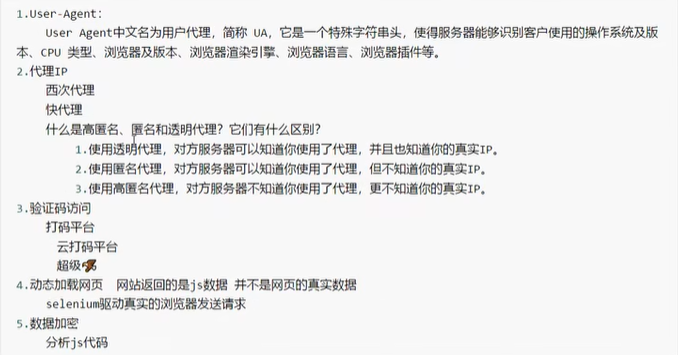 1.User-Agent:
User Agent中文名为用户代理，简称 UA，它是一个特殊字符串头，使得服务器能够识别客户使用的操作系统及版
本、CPU 类型、浏览器及版本、浏览器渲染引擎、浏览器语言、浏览器插件等。
2.代理IP
西次代理
快代理
什么是高匿名、匿名和透明代理？它们有什么区别？
1.使用透明代理，对方服务器可以知道你使用了代理，并且也知道你的真实IP。
2.使用匿名代理，对方服务器可以知道你使用了代理，但不知道你的真实IP。
3.使用高匿名代理，对方服务器不知道你使用了代理，更不知道你的真实IP。
3.验证码访问
打码平台
云打码平台
超级
4.动态加载网页 网站返回的是js数据 并不是网页的真实数据
selenium驱动真实的浏览器发送请求
5.数据加密
分析js代码